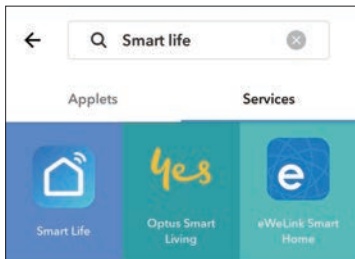 Smart life
Applets Services
yes
e
Smart Life
Optus Smart Living
eWeLink Smart Home